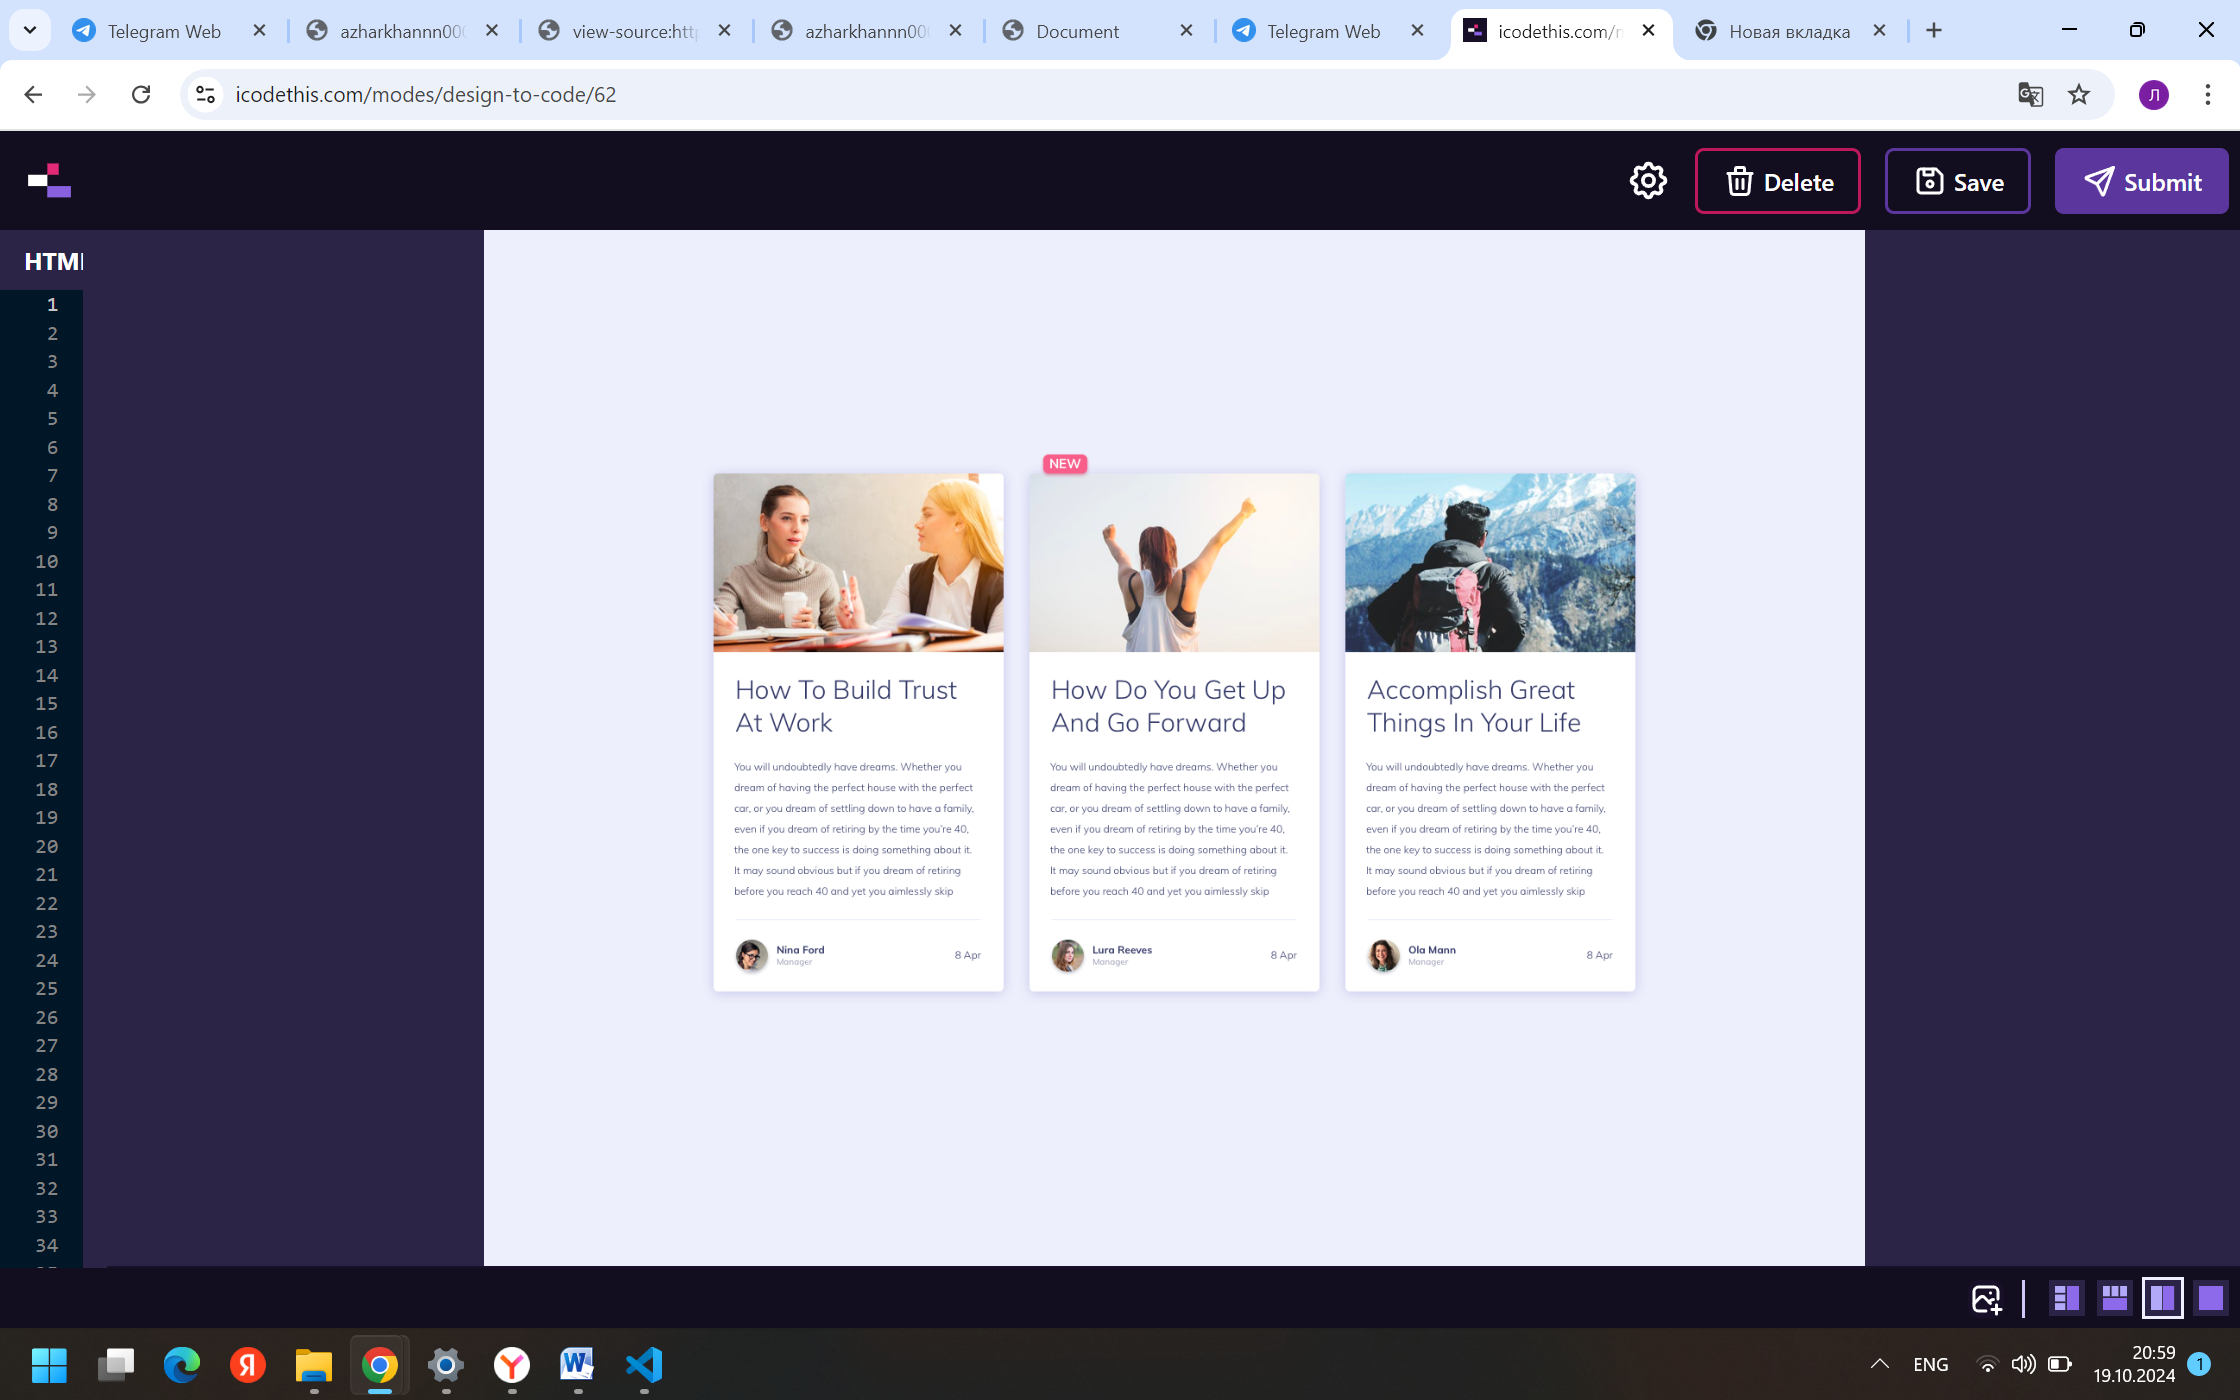 Telegram Web
azharkhannn000
view-source:http
azharkhannn000
Document
Telegram Web
icodethis.com/m
Новая вкладка
icodethis.com/modes/design-to-code/62
Л
Delete
Save
Submit
HTML
1
2
3
4
5
6
7
8
9
10
11
12
13
14
15
16
17
18
19
20
21
22
23
24
25
26
27
28
29
30
31
32
33
34
NEW
How To Build Trust
At Work
You will undoubtedly have dreams. Whether you
dream of having the perfect house with the perfect
car, or you dream of settling down to have a family,
even if you dream of retiring by the time you're 40,
the one key to success is doing something about it.
It may sound obvious but if you dream of retiring
before you reach 40 and yet you aimlessly skip
Nina Ford
Manager
8 Apr
How Do You Get Up
And Go Forward
You will undoubtedly have dreams. Whether you
dream of having the perfect house with the perfect
car, or you dream of settling down to have a family,
even if you dream of retiring by the time you're 40,
the one key to success is doing something about it.
It may sound obvious but if you dream of retiring
before you reach 40 and yet you aimlessly skip
Lura Reeves
Manager
8 Apr
Accomplish Great
Things In Your Life
You will undoubtedly have dreams. Whether you
dream of having the perfect house with the perfect
car, or you dream of settling down to have a family,
even if you dream of retiring by the time you're 40,
the one key to success is doing something about it.
It may sound obvious but if you dream of retiring
before you reach 40 and yet you aimlessly skip
Ola Mann
Manager
8 Apr
ENG
20:59
19.10.2024
1